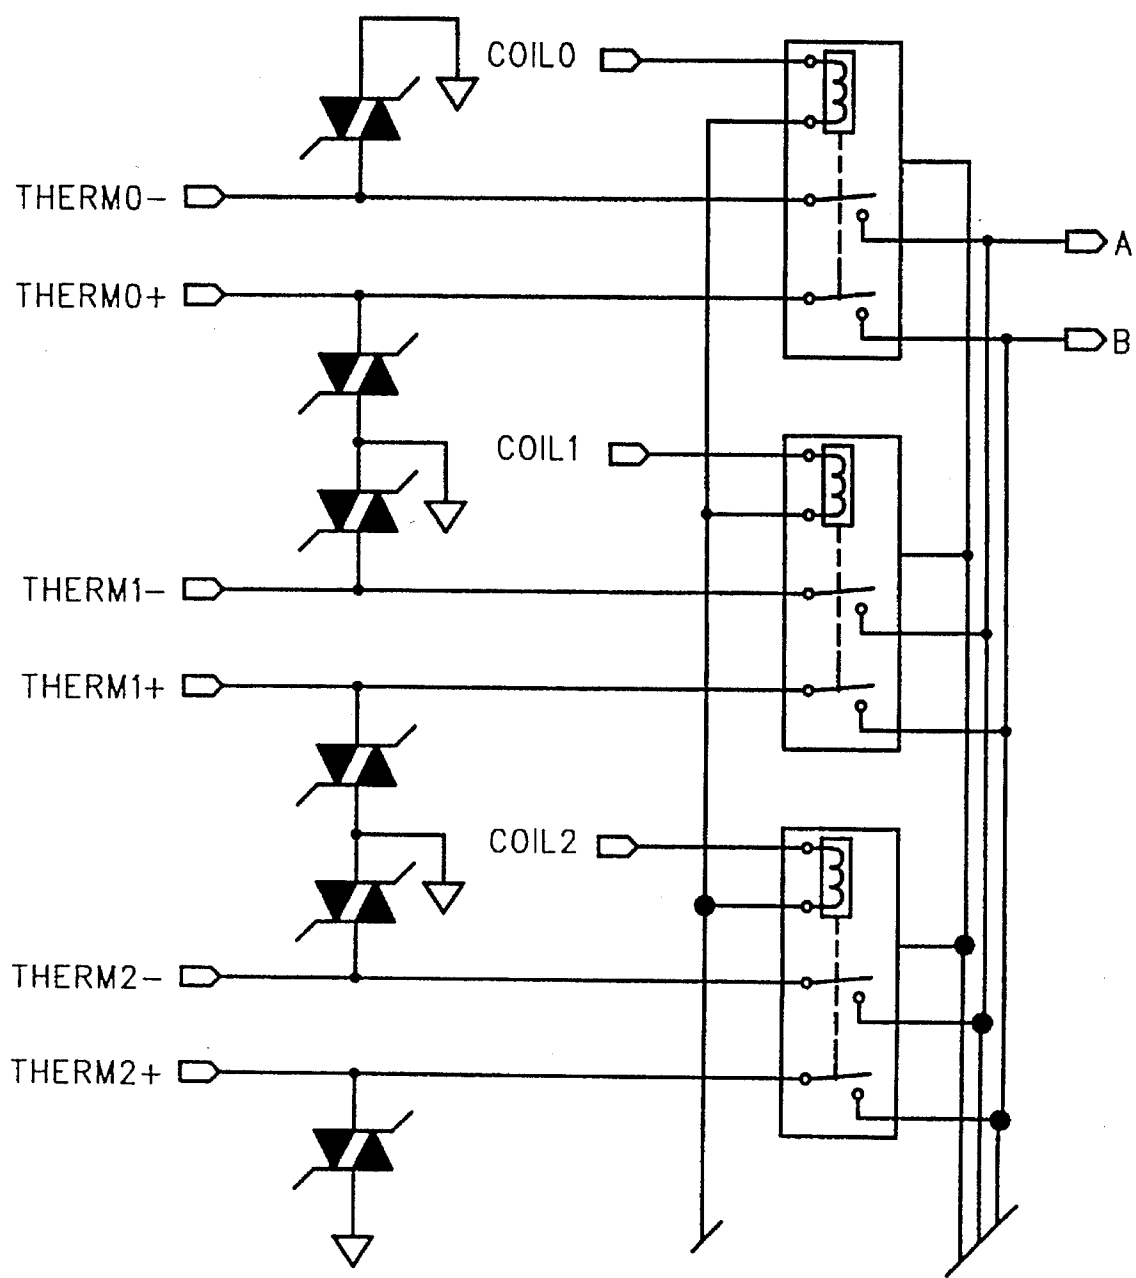 COIL0
THERM0-
A
THERM0+
B
COIL1
THERM1-
THERM1+
COIL2
THERM2-
THERM2+